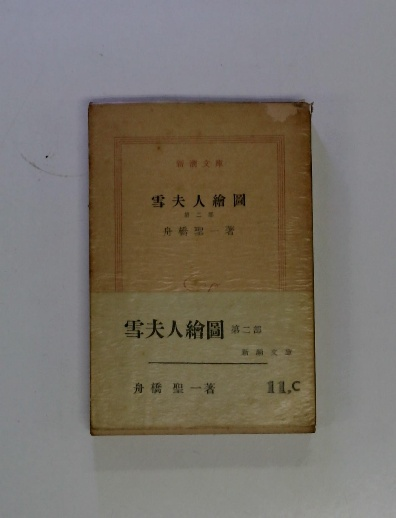 新潮文庫
雪夫人繪圖
第二部
舟橋聖一著
雪夫人繪圖 第二部
新潮文庫
舟橋聖一著 11.C